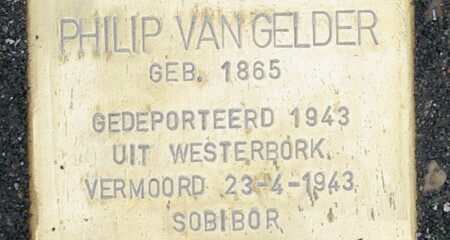 PHILIP VAN GELDER
GEB. 1865
GEDEPORTEERD 1943
UIT WESTERBORK
VERMOORD 23-4-1943
SOBIBOR